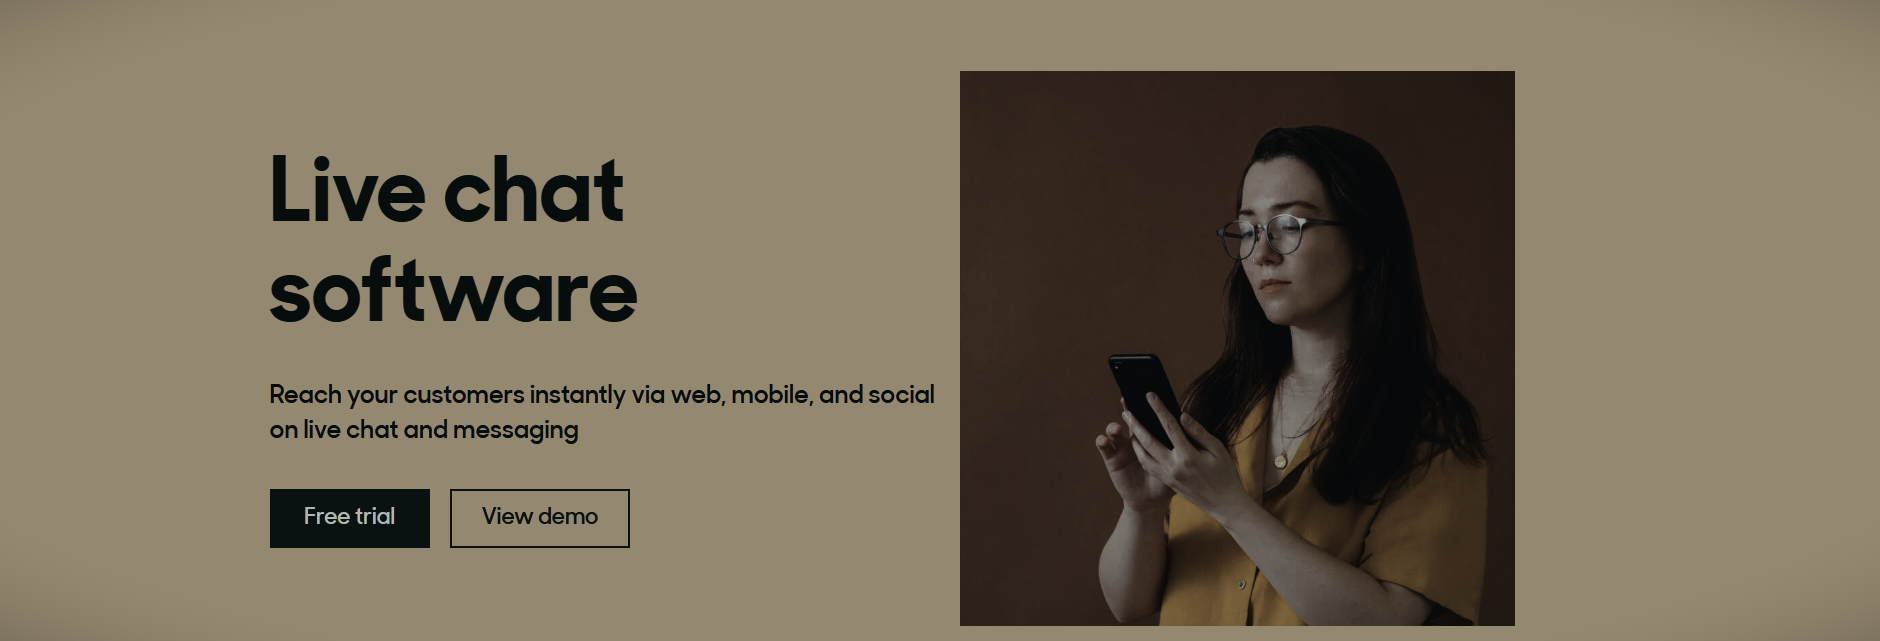 Live chat
software
Reach your customers instantly via web, mobile, and social
on live chat and messaging
Free trial
View demo